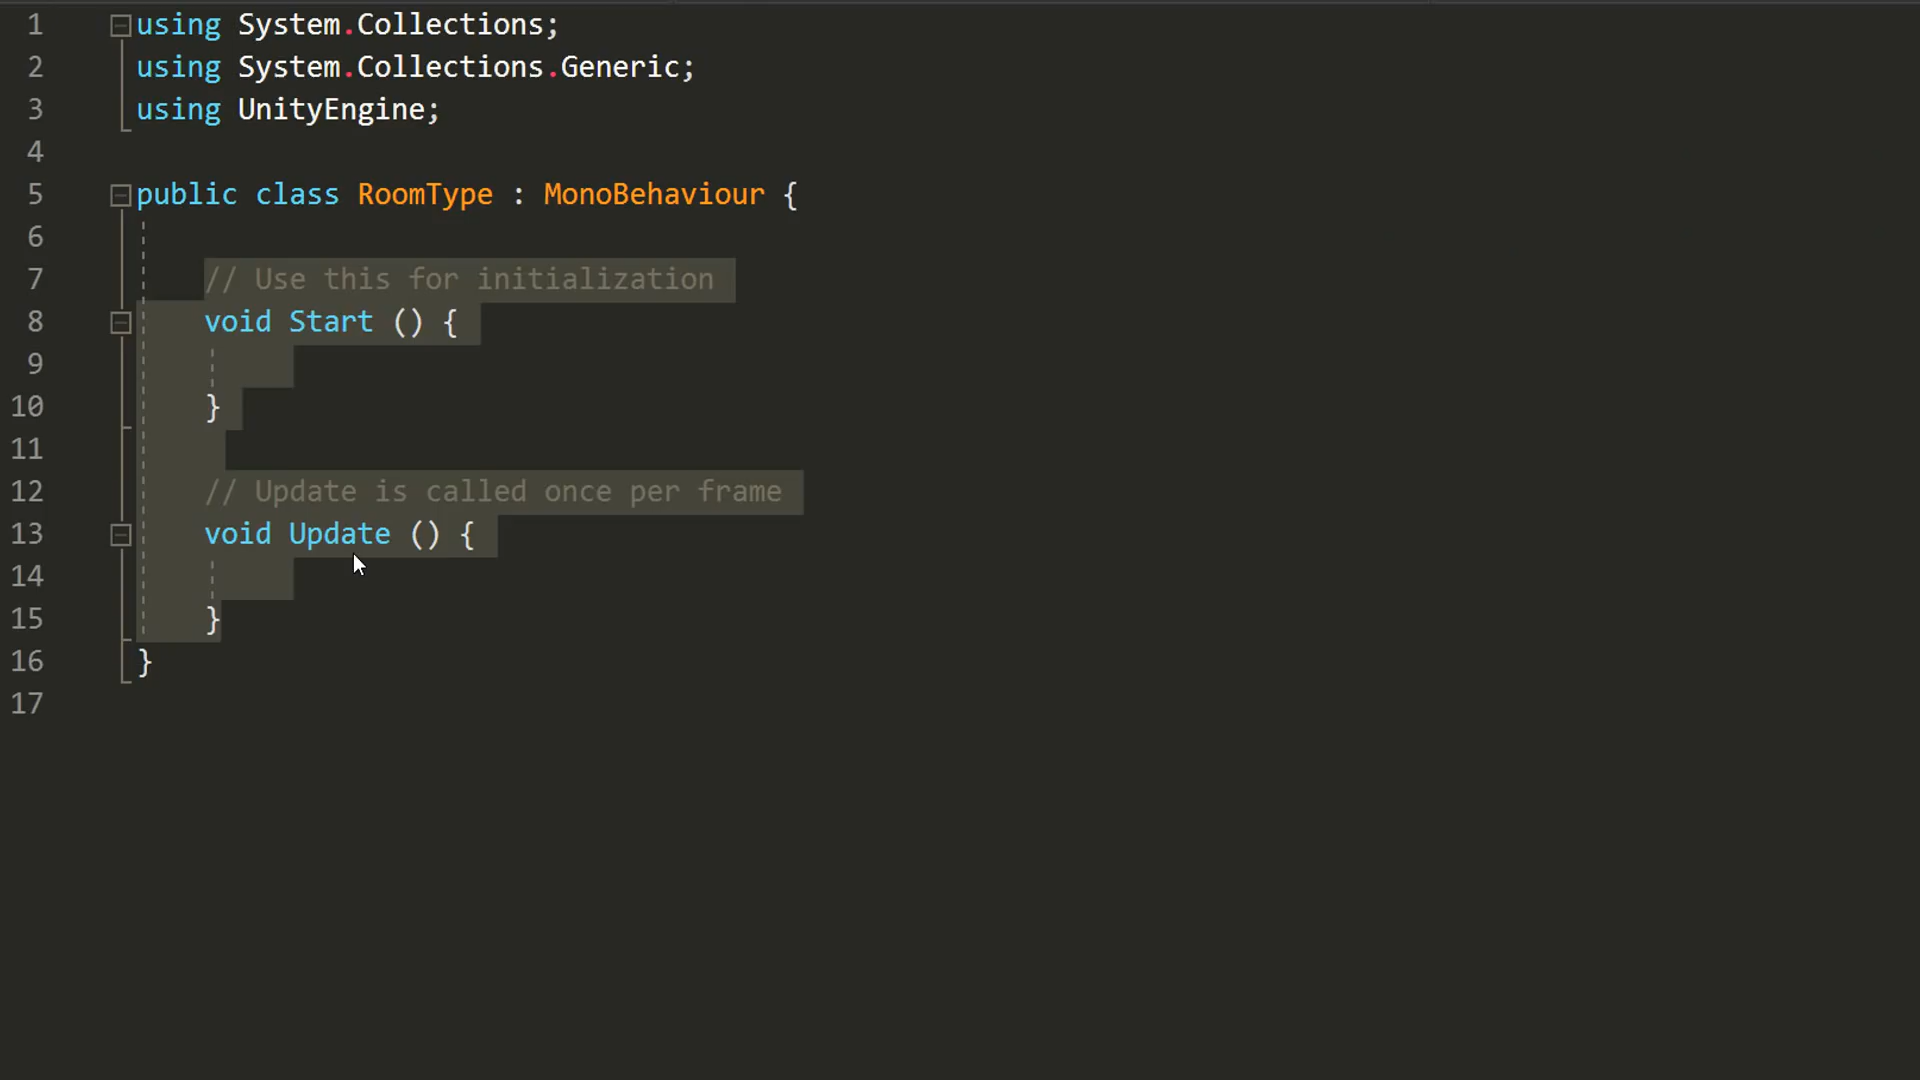 1 using System.Collections;
2 using System.Collections.Generic;
3 using UnityEngine;
4
5 public class RoomType : MonoBehaviour {
6
7 // Use this for initialization
8 void Start () {
9
10 }
11
12 // Update is called once per frame
13 void Update () {
14
15 }
16 }
17